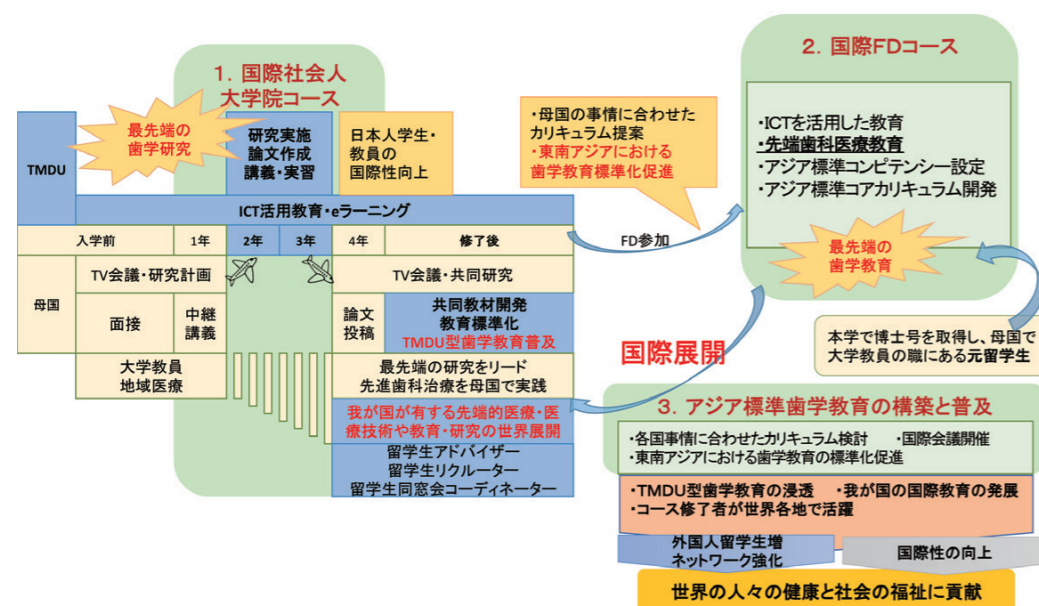 1．国際社会人
大学院コース
最先端の
歯学研究
TMDU
研究実施
論文作成
講義・実習
日本人学生・
教員の
国際性向上
ICT活用教育・eラーニング
入学前
1年
2年
3年
4年
修了後
母国
TV会議・研究計画
TV会議・共同研究
面接
中継
講義
論文
投稿
共同教材開発
教育標準化
TMDU型歯学教育普及
大学教員
地域医療
最先端の研究をリード
先進歯科治療を母国で実践
我が国が有する先端的医療・医
療技術や教育・研究の世界展開
留学生アドバイザー
留学生リクルーター
留学生同窓会コーディネーター
・母国の事情に合わせた
カリキュラム提案
・東南アジアにおける
歯学教育標準化促進
FD参加
2．国際FDコース
・ICTを活用した教育
・先端歯科医療教育
・アジア標準コンピテンシー設定
・アジア標準コアカリキュラム開発
最先端の
歯学教育
本学で博士号を取得し、母国で
大学教員の職にある元留学生
国際展開
3．アジア標準歯学教育の構築と普及
・各国事情に合わせたカリキュラム検討　・国際会議開催
・東南アジアにおける歯学教育の標準化促進
・TMDU型歯学教育の浸透　・我が国の国際教育の発展
・コース修了者が世界各地で活躍
外国人留学生増
ネットワーク強化
国際性の向上
世界の人々の健康と社会の福祉に貢献